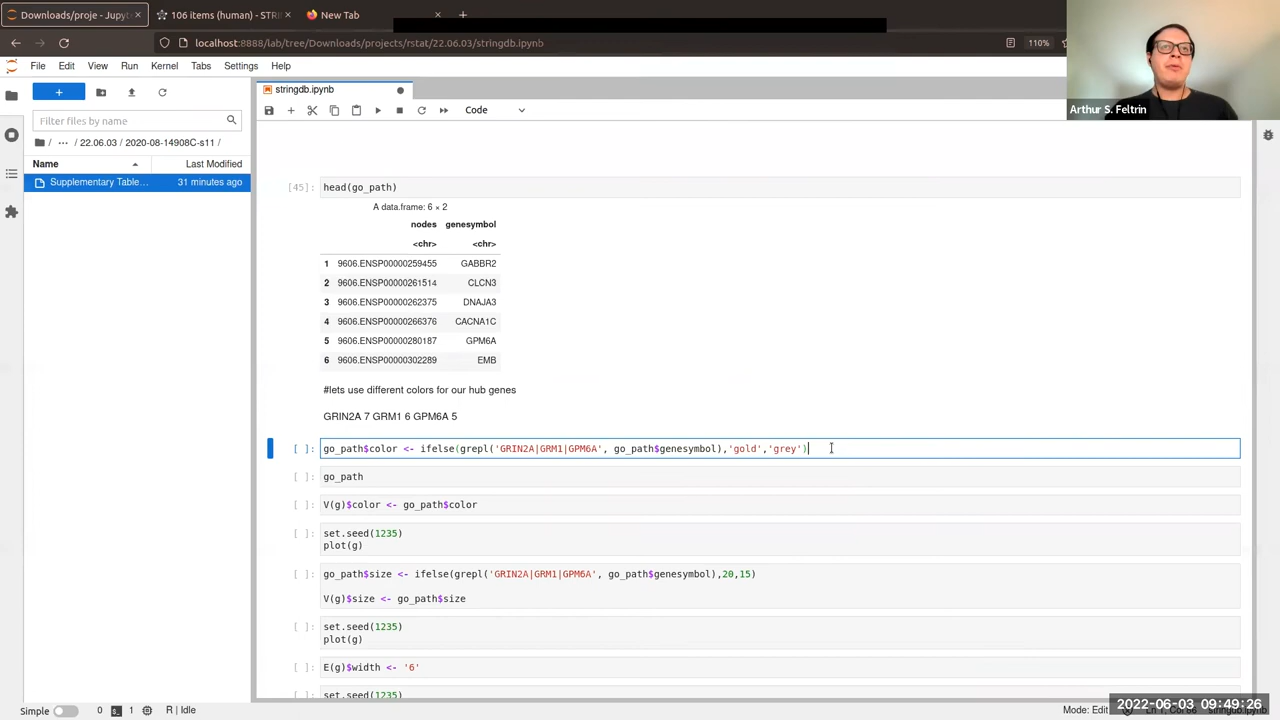 Downloads/proje - Jupyt
106 items (human) - STRI
New Tab
localhost:8888/lab/tree/Downloads/projects/rstat/22.06.03/stringdb.ipynb
110%
File Edit View Run Kernel Tabs Settings Help
Arthur S. Feltrin
stringdb.ipynb
Code
Filter files by name
/ ... / 22.06.03 / 2020-08-14908C-s11 /
Name Last Modified
Supplementary Table... 31 minutes ago
[45]: head(go_path)
A data.frame: 6 × 2
nodes genesymbol
<chr> <chr>
1 9606.ENSP00000259455 GABBR2
2 9606.ENSP00000261514 CLCN3
3 9606.ENSP00000262375 DNAJA3
4 9606.ENSP00000266376 CACNA1C
5 9606.ENSP00000280187 GPM6A
6 9606.ENSP00000302289 EMB
#lets use different colors for our hub genes
GRIN2A 7 GRM1 6 GPM6A 5
[ ]: go_path$color <- ifelse(grepl('GRIN2A|GRM1|GPM6A', go_path$genesymbol),'gold','grey')
[ ]: go_path
[ ]: V(g)$color <- go_path$color
[ ]: set.seed(1235)
plot(g)
[ ]: go_path$size <- ifelse(grepl('GRIN2A|GRM1|GPM6A', go_path$genesymbol),20,15)
V(g)$size <- go_path$size
[ ]: set.seed(1235)
plot(g)
[ ]: E(g)$width <- '6'
[ ]: set.seed(1235)
Simple 0 1 R | Idle
Mode: Edit
2022-06-03 09:49:26